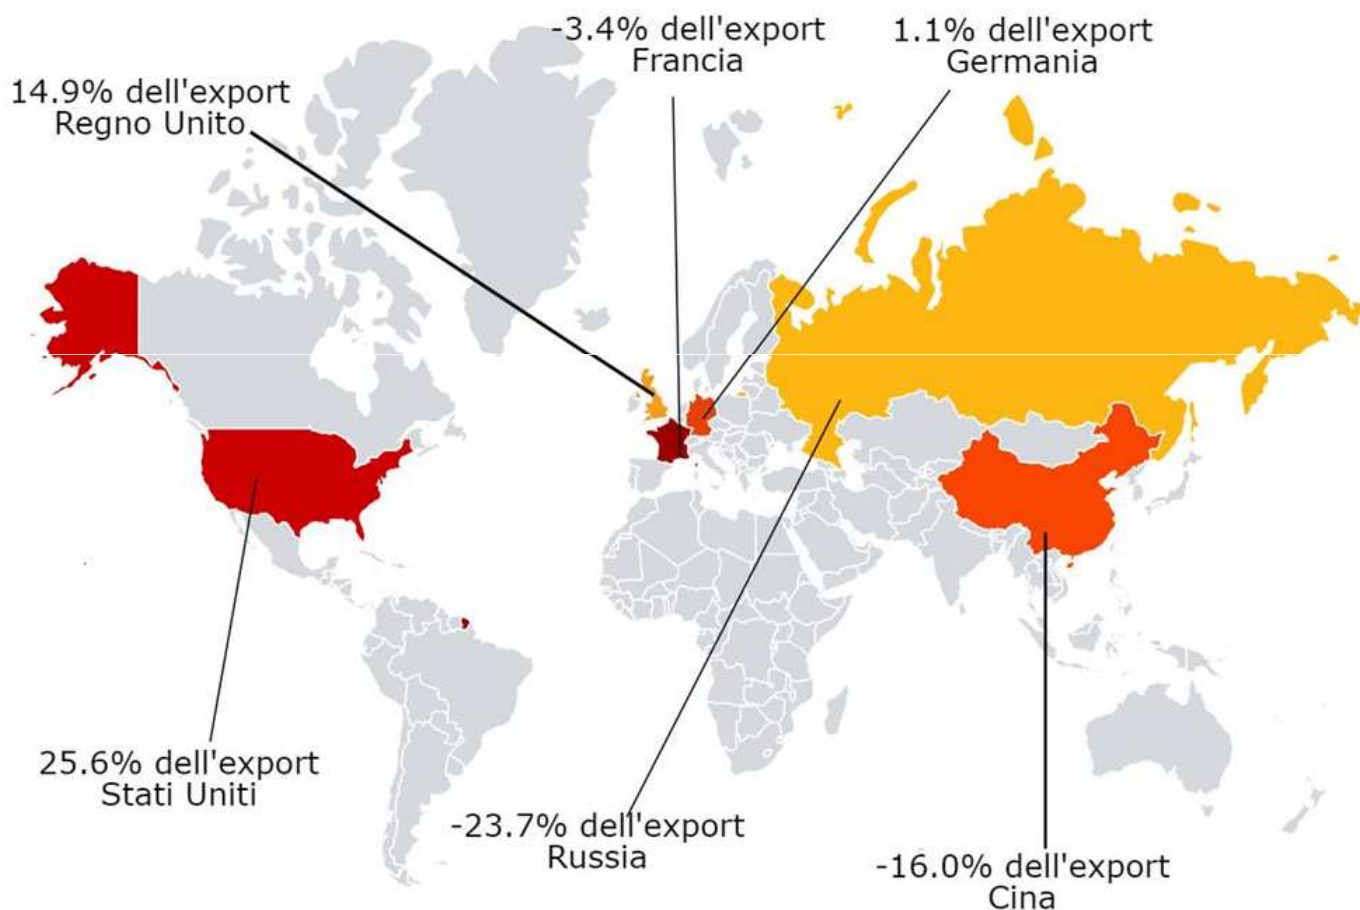 -3.4% dell'export
Francia
1.1% dell'export
Germania
14.9% dell'export
Regno Unito
25.6% dell'export
Stati Uniti
-23.7% dell'export
Russia
-16.0% dell'export
Cina